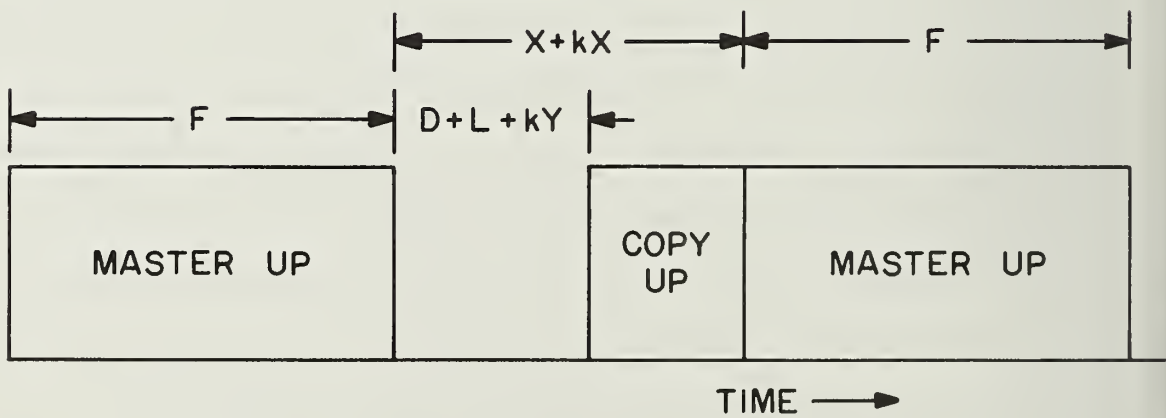 X+kX
F
F
D+L+kY
MASTER UP
COPY
UP
MASTER UP
TIME